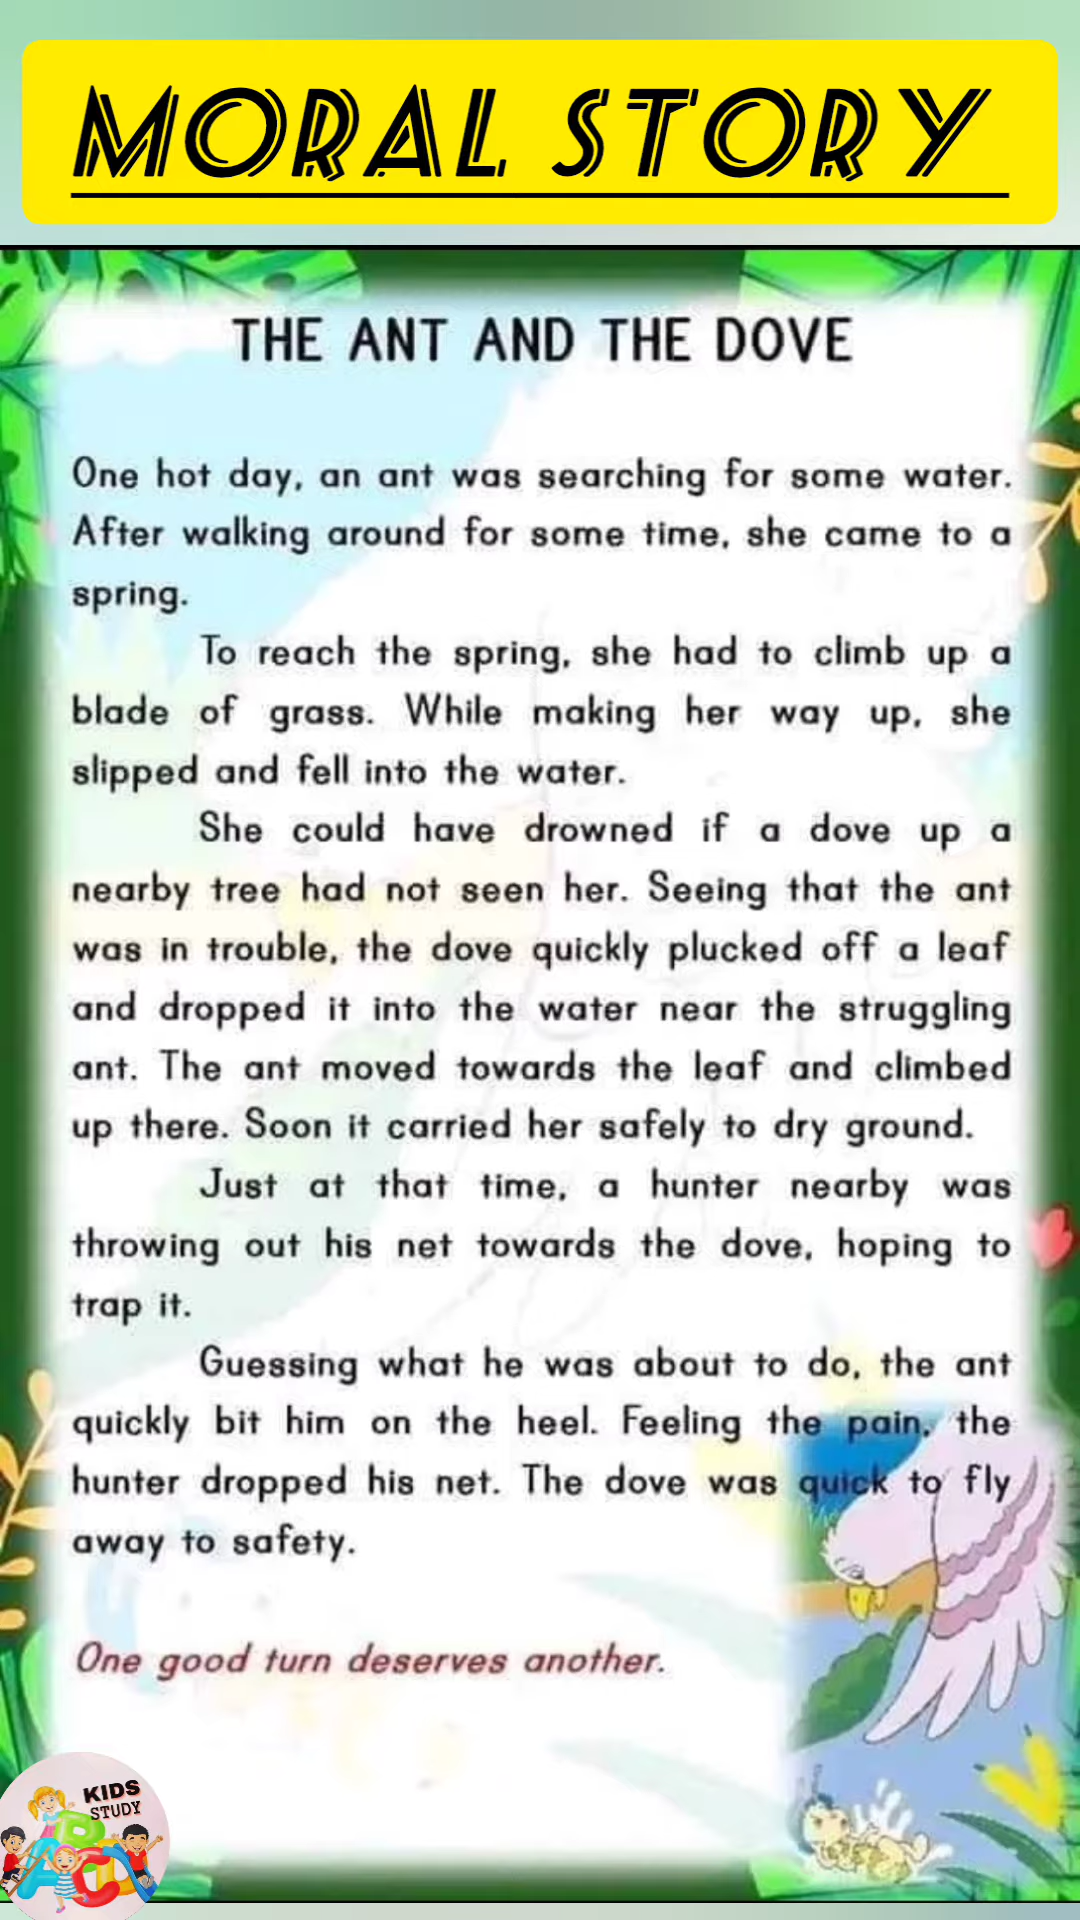 MORAL STORY
THE ANT AND THE DOVE
One hot day, an ant was searching for some water.
After walking around for some time, she came to a
spring.
To reach the spring, she had to climb up a
blade of grass. While making her way up, she
slipped and fell into the water.
She could have drowned if a dove up a
nearby tree had not seen her. Seeing that the ant
was in trouble, the dove quickly plucked off a leaf
and dropped it into the water near the struggling
ant. The ant moved towards the leaf and climbed
up there. Soon it carried her safely to dry ground.
Just at that time, a hunter nearby was
throwing out his net towards the dove, hoping to
trap it.
Guessing what he was about to do, the ant
quickly bit him on the heel. Feeling the pain, the
hunter dropped his net. The dove was quick to fly
away to safety.
One good turn deserves another.
KIDS
STUDY
B
ACD